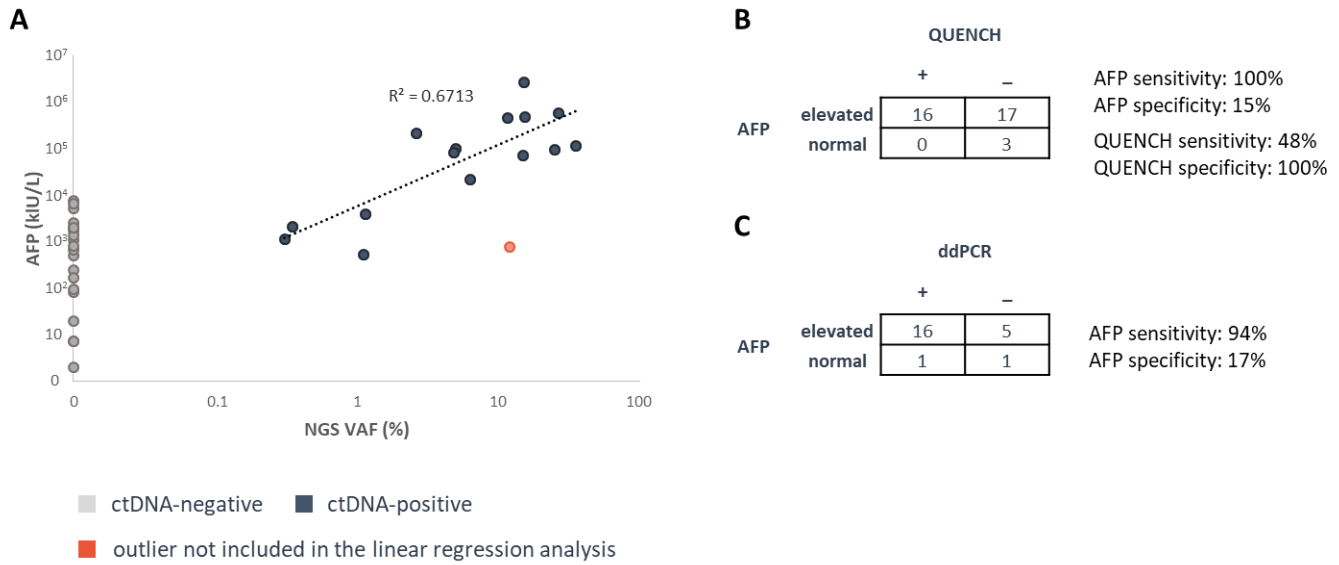 A
10⁷
10⁶
10⁵
10⁴
10³
10²
10
0
AFP (kIU/L)
R² = 0.6713
0 0.1 1 10 100
NGS VAF (%)
ctDNA-negative ctDNA-positive
outlier not included in the linear regression analysis
B
QUENCH
+ –
AFP
elevated 16 17
normal 0 3
AFP sensitivity: 100%
AFP specificity: 15%
QUENCH sensitivity: 48%
QUENCH specificity: 100%
C
ddPCR
+ –
AFP
elevated 16 5
normal 1 1
AFP sensitivity: 94%
AFP specificity: 17%